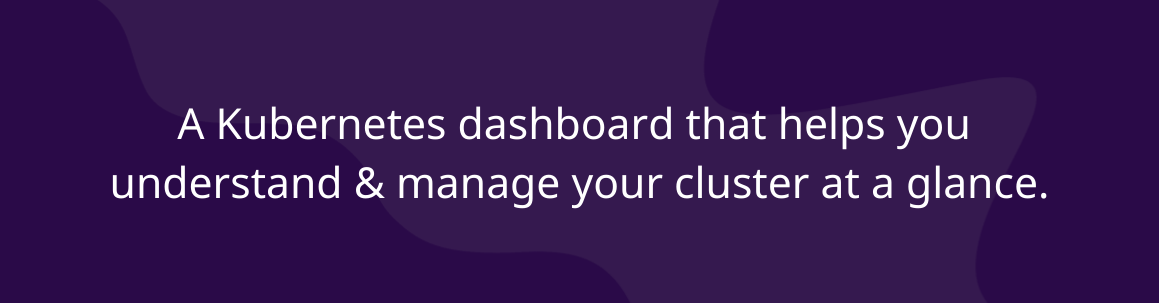 A Kubernetes dashboard that helps you
understand & manage your cluster at a glance.